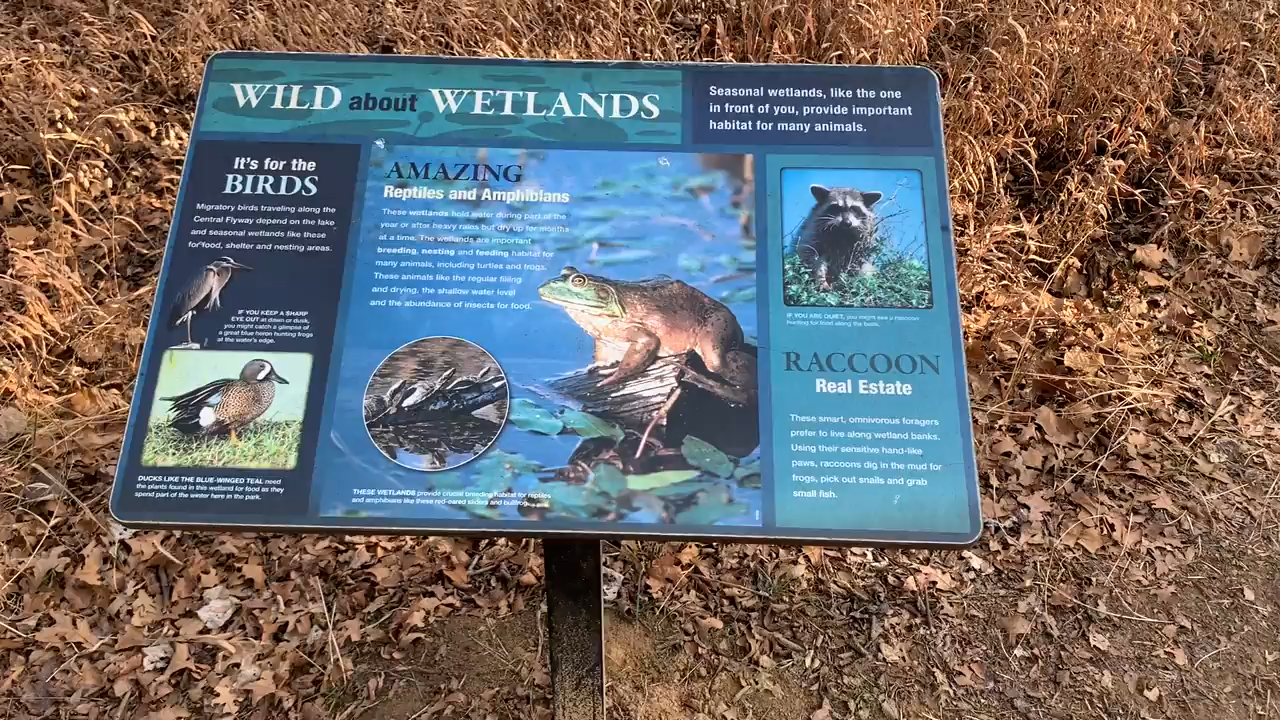 WILD about WETLANDS
Seasonal wetlands, like the one
in front of you, provide important
habitat for many animals.
It's for the
BIRDS
Migratory birds traveling along the
Central Flyway depend on the lake
and seasonal wetlands like these
for food, shelter and nesting areas.
IF YOU KEEP A SHARP
EYE OUT at dawn or dusk,
you might catch a glimpse of
a great blue heron hunting frogs
at the water's edge.
DUCKS LIKE THE BLUE-WINGED TEAL need
the plants found in this wetland for food as they
spend part of the winter here in the park.
AMAZING
Reptiles and Amphibians
These wetlands hold water during part of the
year or after heavy rains but dry up for months
at a time. The wetlands are important
breeding, nesting and feeding habitat for
many animals, including turtles and frogs.
These animals like the regular filling
and drying, the shallow water level
and the abundance of insects for food.
THESE WETLANDS provide crucial breeding habitat for reptiles
and amphibians like these red-eared sliders and bullfrog.
IF YOU ARE QUIET, you might see a raccoon
hunting for food along the bank.
RACCOON
Real Estate
These smart, omnivorous foragers
prefer to live along wetland banks.
Using their sensitive hand-like
paws, raccoons dig in the mud for
frogs, pick out snails and grab
small fish.